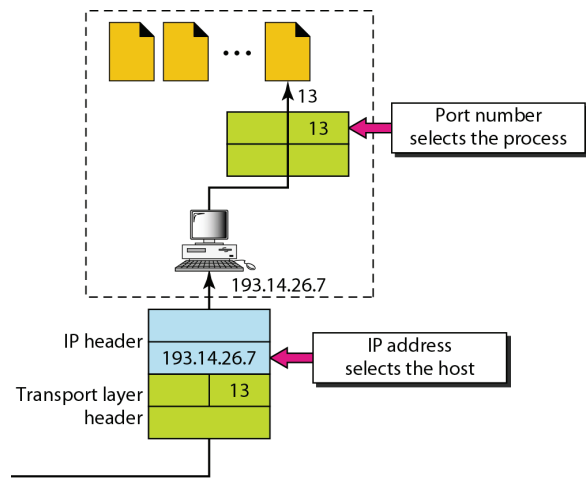 13
13
Port number
selects the process
193.14.26.7
IP header
193.14.26.7
IP address
selects the host
Transport layer
header
13